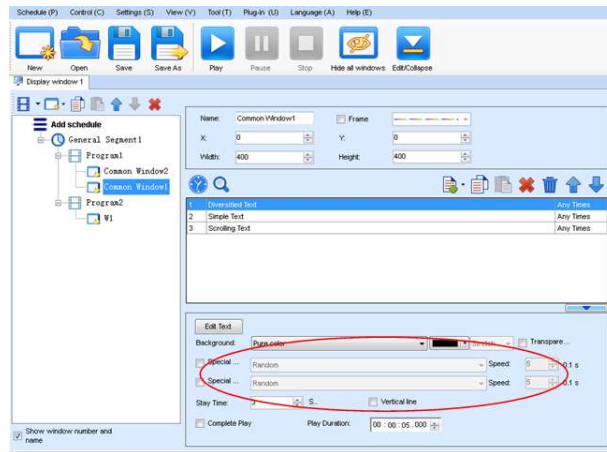 Schedule (P) Control (C) Settings (S) View (V) Tool (T) Plug-in (U) Language (A) Help (E)
New Open Save Save As Play Pause Stop Hide all windows Edit/Collapse
Display window 1
Add schedule
General Segment1
Program1
Common Window2
Common Window1
Program2
W1
Show window number and name
Name: Common Window1 Frame
X: 0 Y: 0
Width: 400 Height: 400
1 Diversified Text Any Times
2 Simple Text Any Times
3 Scrolling Text Any Times
Edit Text
Background: Pure color Stretch Transpare...
Special ... Random Speed: 5 0.1 s
Special ... Random Speed: 5 0.1 s
Stay Time: 3 S.. Vertical line
Complete Play Play Duration: 00 : 00 : 05 .000